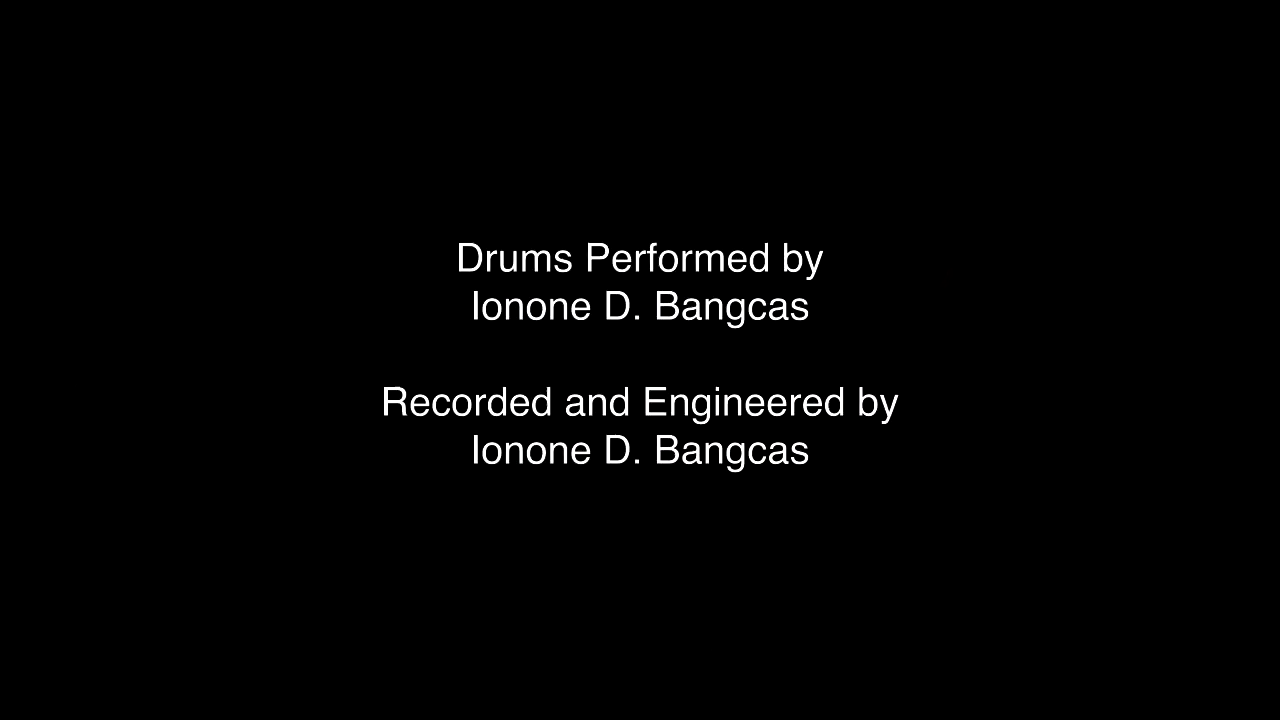 Drums Performed by
Ionone D. Bangcas
Recorded and Engineered by
Ionone D. Bangcas